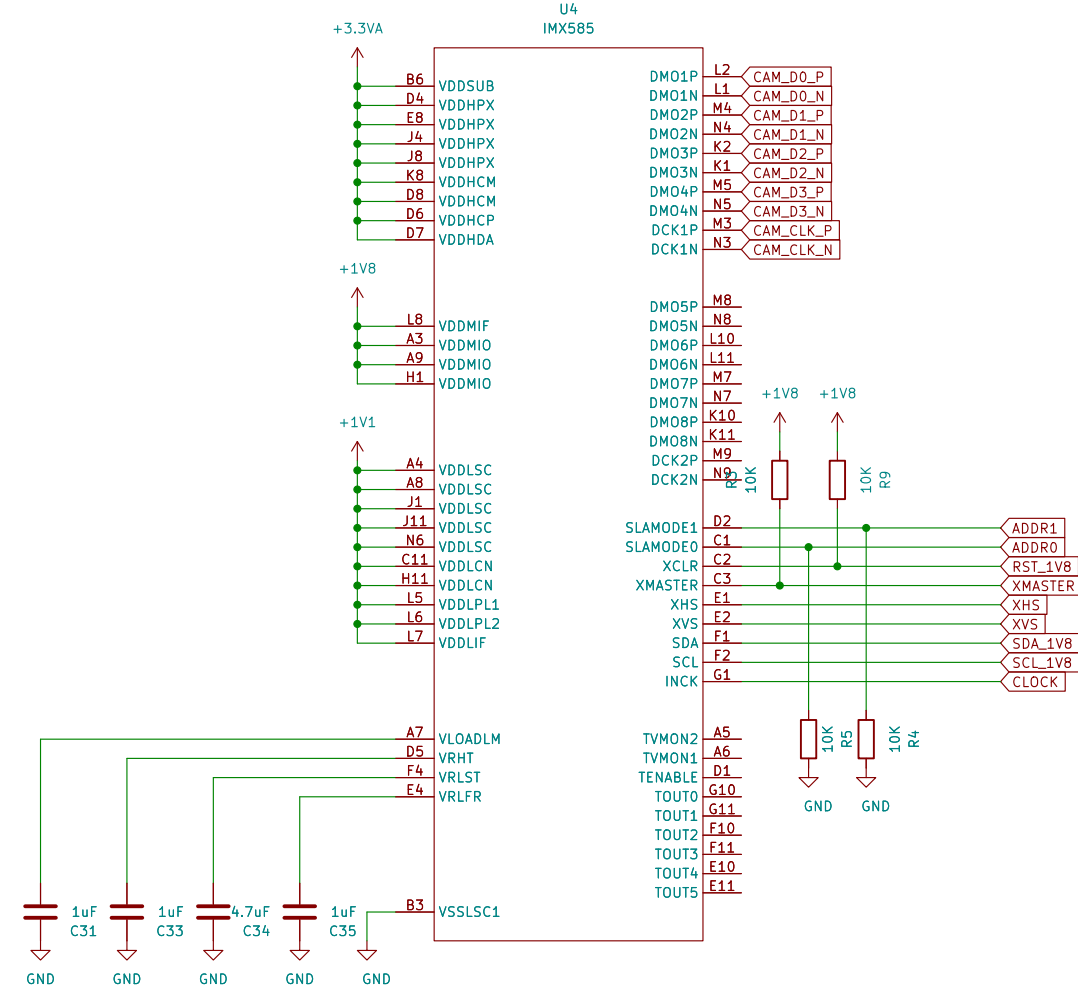 U4
IMX585
+3.3VA
B6 VDDSUB
D4 VDDHPX
E8 VDDHPX
J4 VDDHPX
J8 VDDHPX
K8 VDDHCM
D8 VDDHCM
D6 VDDHCP
D7 VDDHDA
+1V8
L8 VDDMIF
A3 VDDMIO
A9 VDDMIO
H1 VDDMIO
+1V1
A4 VDDLSC
A8 VDDLSC
J1 VDDLSC
J11 VDDLSC
N6 VDDLSC
C11 VDDLCN
H11 VDDLCN
L5 VDDLPL1
L6 VDDLPL2
L7 VDDLIF
A7 VLOADLM
D5 VRHT
F4 VRLST
E4 VRLFR
B3 VSSLSC1
1uF
C31
GND
1uF
C33
GND
4.7uF
C34
GND
1uF
C35
GND
GND
DMO1P L2 CAM_D0_P
DMO1N L1 CAM_D0_N
DMO2P M4 CAM_D1_P
DMO2N N4 CAM_D1_N
DMO3P K2 CAM_D2_P
DMO3N K1 CAM_D2_N
DMO4P M5 CAM_D3_P
DMO4N N5 CAM_D3_N
DCK1P M3 CAM_CLK_P
DCK1N N3 CAM_CLK_N
DMO5P M8
DMO5N N8
DMO6P L10
DMO6N L11
DMO7P M7
DMO7N N7
DMO8P K10
DMO8N K11
DCK2P M9
DCK2N N9
+1V8
10K
+1V8
10K
R9
SLAMODE1 D2 ADDR1
SLAMODE0 C1 ADDR0
XCLR C2 RST_1V8
XMASTER C3 XMASTER
XHS E1 XHS
XVS E2 XVS
SDA F1 SDA_1V8
SCL F2 SCL_1V8
INCK G1 CLOCK
10K
R5
GND
10K
R4
GND
TVMON2 A5
TVMON1 A6
TENABLE D1
TOUT0 G10
TOUT1 G11
TOUT2 F10
TOUT3 F11
TOUT4 E10
TOUT5 E11